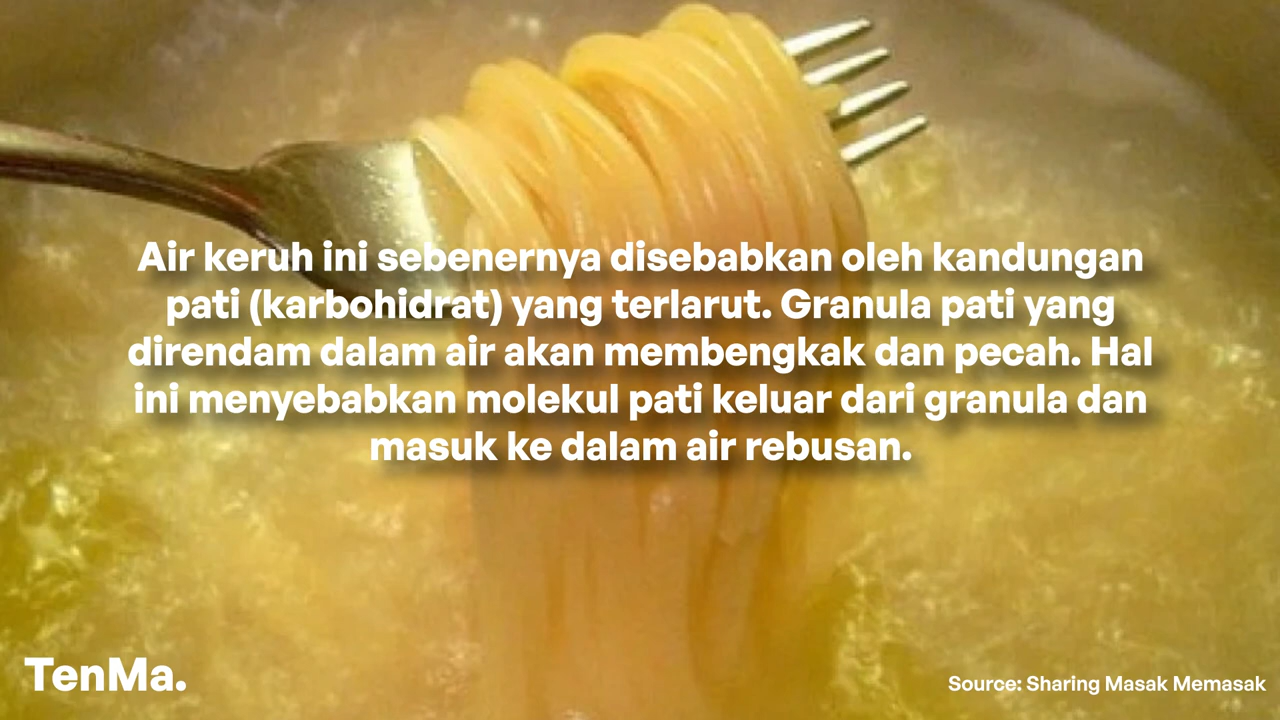 Air keruh ini sebenernya disebabkan oleh kandungan
pati (karbohidrat) yang terlarut. Granula pati yang
direndam dalam air akan membengkak dan pecah. Hal
ini menyebabkan molekul pati keluar dari granula dan
masuk ke dalam air rebusan.
TenMa.
Source: Sharing Masak Memasak